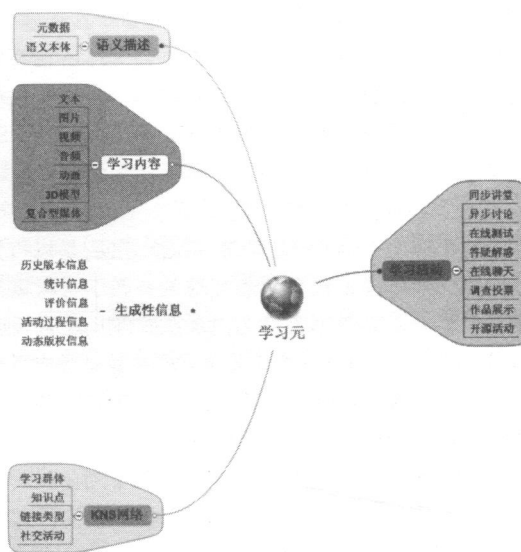 元数据
语义本体
语义描述
文本
图片
视频
音频
动画
3D模型
复合型媒体
学习内容
历史版本信息
统计信息
评价信息
活动过程信息
动态版权信息
生成性信息
学习元
学习群体
知识点
链接类型
社交活动
KNS网络
学习活动
同步讲堂
异步讨论
在线测试
答疑解惑
在线聊天
调查投票
作品展示
开源活动